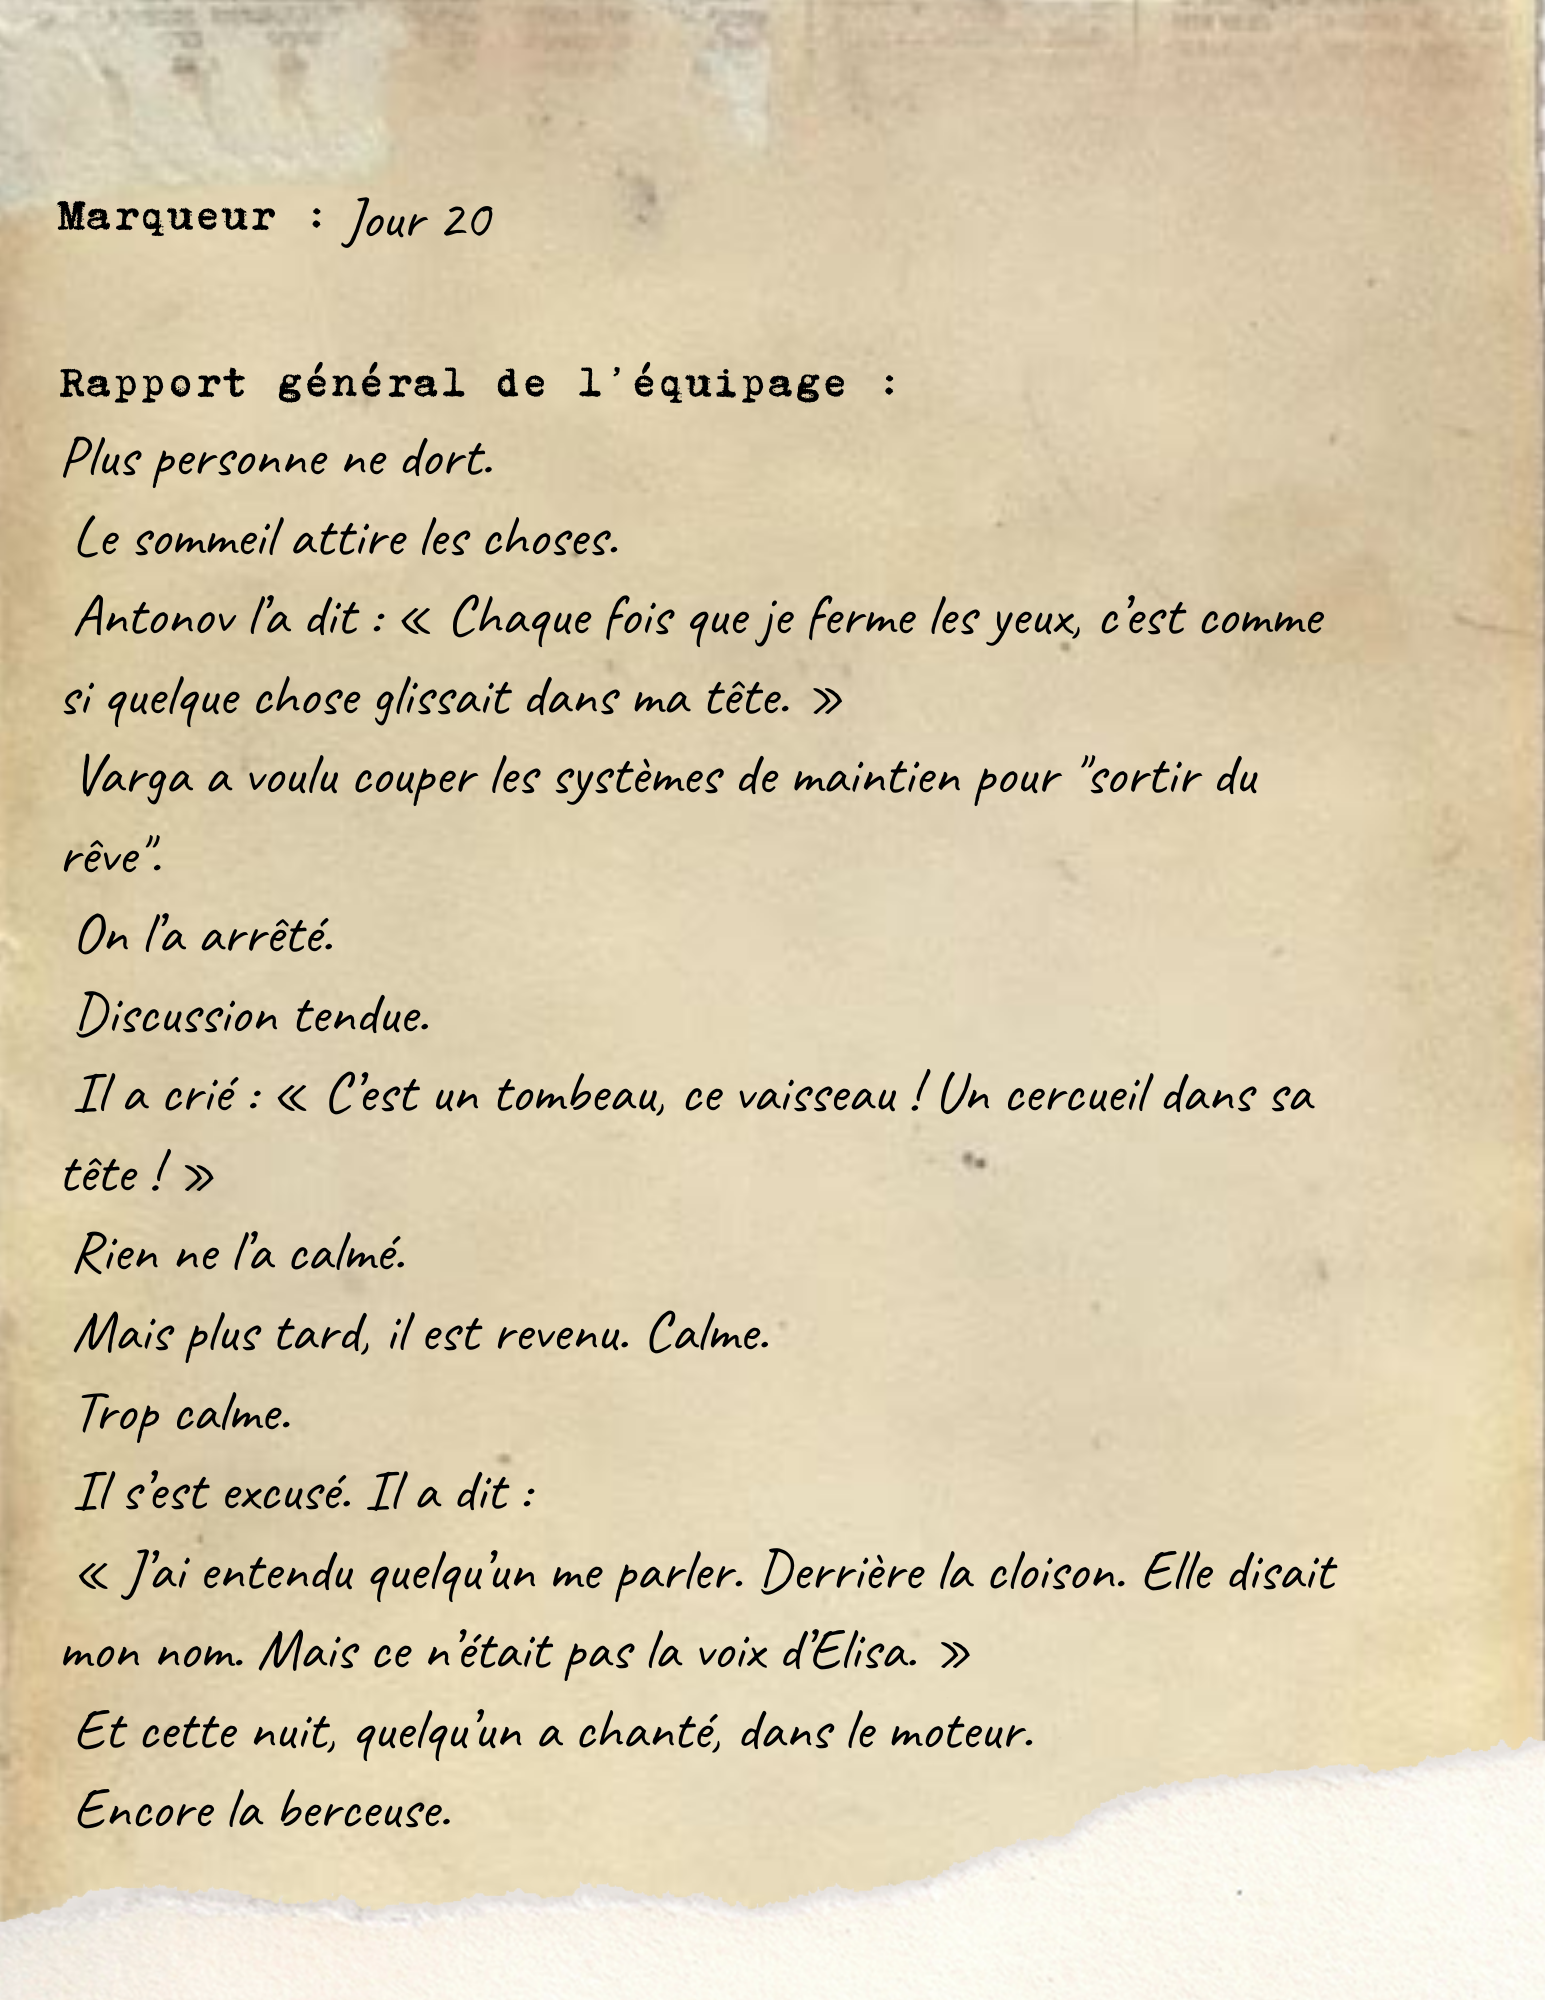 Marqueur : Jour 20
Rapport général de l'équipage :
Plus personne ne dort.
Le sommeil attire les choses.
Antonov l’a dit : « Chaque fois que je ferme les yeux, c’est comme
si quelque chose glissait dans ma tête. »
Varga a voulu couper les systèmes de maintien pour "sortir du
rêve".
On l’a arrêté.
Discussion tendue.
Il a crié : « C’est un tombeau, ce vaisseau ! Un cercueil dans sa
tête ! »
Rien ne l’a calmé.
Mais plus tard, il est revenu. Calme.
Trop calme.
Il s’est excusé. Il a dit :
« J’ai entendu quelqu’un me parler. Derrière la cloison. Elle disait
mon nom. Mais ce n’était pas la voix d’Elisa. »
Et cette nuit, quelqu’un a chanté, dans le moteur.
Encore la berceuse.